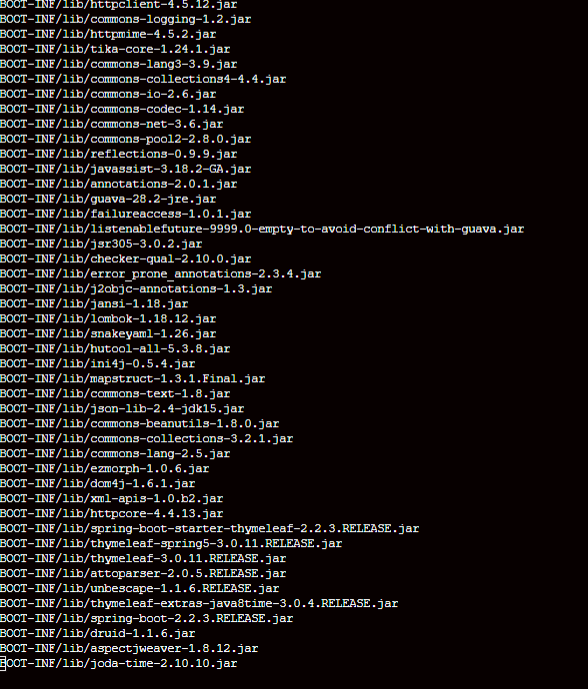 BOOT-INF/lib/httpclient-4.5.12.jar
BOOT-INF/lib/commons-logging-1.2.jar
BOOT-INF/lib/httpmime-4.5.2.jar
BOOT-INF/lib/tika-core-1.24.1.jar
BOOT-INF/lib/commons-lang3-3.9.jar
BOOT-INF/lib/commons-collections4-4.4.jar
BOOT-INF/lib/commons-io-2.6.jar
BOOT-INF/lib/commons-codec-1.14.jar
BOOT-INF/lib/commons-net-3.6.jar
BOOT-INF/lib/commons-pool2-2.8.0.jar
BOOT-INF/lib/reflections-0.9.9.jar
BOOT-INF/lib/javassist-3.18.2-GA.jar
BOOT-INF/lib/annotations-2.0.1.jar
BOOT-INF/lib/guava-28.2-jre.jar
BOOT-INF/lib/failureaccess-1.0.1.jar
BOOT-INF/lib/listenablefuture-9999.0-empty-to-avoid-conflict-with-guava.jar
BOOT-INF/lib/jsr305-3.0.2.jar
BOOT-INF/lib/checker-qual-2.10.0.jar
BOOT-INF/lib/error_prone_annotations-2.3.4.jar
BOOT-INF/lib/j2objc-annotations-1.3.jar
BOOT-INF/lib/jansi-1.18.jar
BOOT-INF/lib/lombok-1.18.12.jar
BOOT-INF/lib/snakeyaml-1.26.jar
BOOT-INF/lib/hutool-all-5.3.8.jar
BOOT-INF/lib/ini4j-0.5.4.jar
BOOT-INF/lib/mapstruct-1.3.1.Final.jar
BOOT-INF/lib/commons-text-1.8.jar
BOOT-INF/lib/json-lib-2.4-jdk15.jar
BOOT-INF/lib/commons-beanutils-1.8.0.jar
BOOT-INF/lib/commons-collections-3.2.1.jar
BOOT-INF/lib/commons-lang-2.5.jar
BOOT-INF/lib/ezmorph-1.0.6.jar
BOOT-INF/lib/dom4j-1.6.1.jar
BOOT-INF/lib/xml-apis-1.0.b2.jar
BOOT-INF/lib/httpcore-4.4.13.jar
BOOT-INF/lib/spring-boot-starter-thymeleaf-2.2.3.RELEASE.jar
BOOT-INF/lib/thymeleaf-spring5-3.0.11.RELEASE.jar
BOOT-INF/lib/thymeleaf-3.0.11.RELEASE.jar
BOOT-INF/lib/attoparser-2.0.5.RELEASE.jar
BOOT-INF/lib/unbescape-1.1.6.RELEASE.jar
BOOT-INF/lib/thymeleaf-extras-java8time-3.0.4.RELEASE.jar
BOOT-INF/lib/spring-boot-2.2.3.RELEASE.jar
BOOT-INF/lib/druid-1.1.6.jar
BOOT-INF/lib/aspectjweaver-1.8.12.jar
BOOT-INF/lib/joda-time-2.10.10.jar